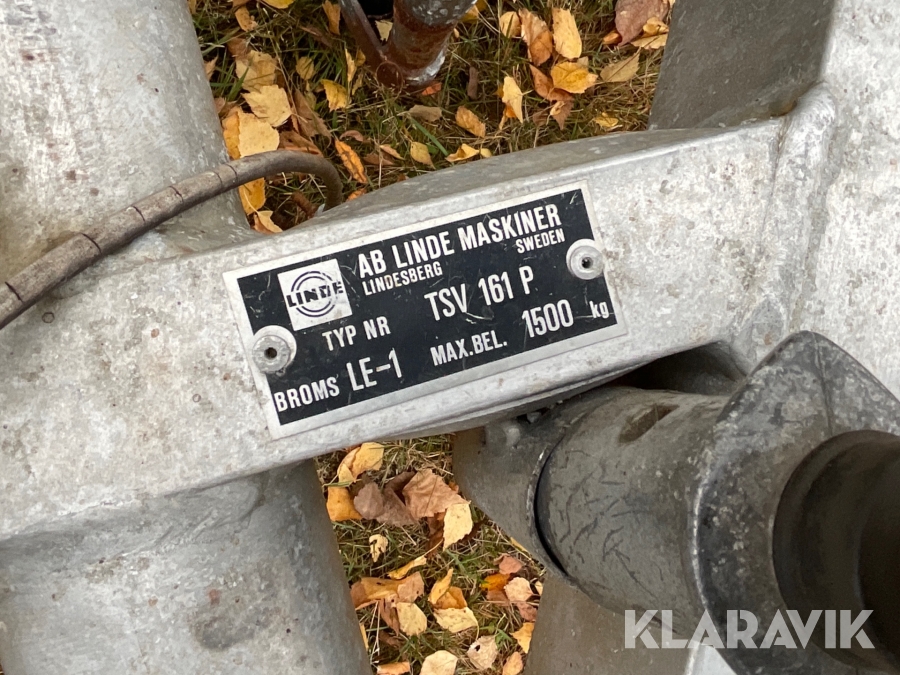 LINDE
AB LINDE MASKINER
LINDESBERG SWEDEN
TYP NR TSV 161 P
BROMS LE-1 MAX.BEL. 1500 kg
KLARAVIK